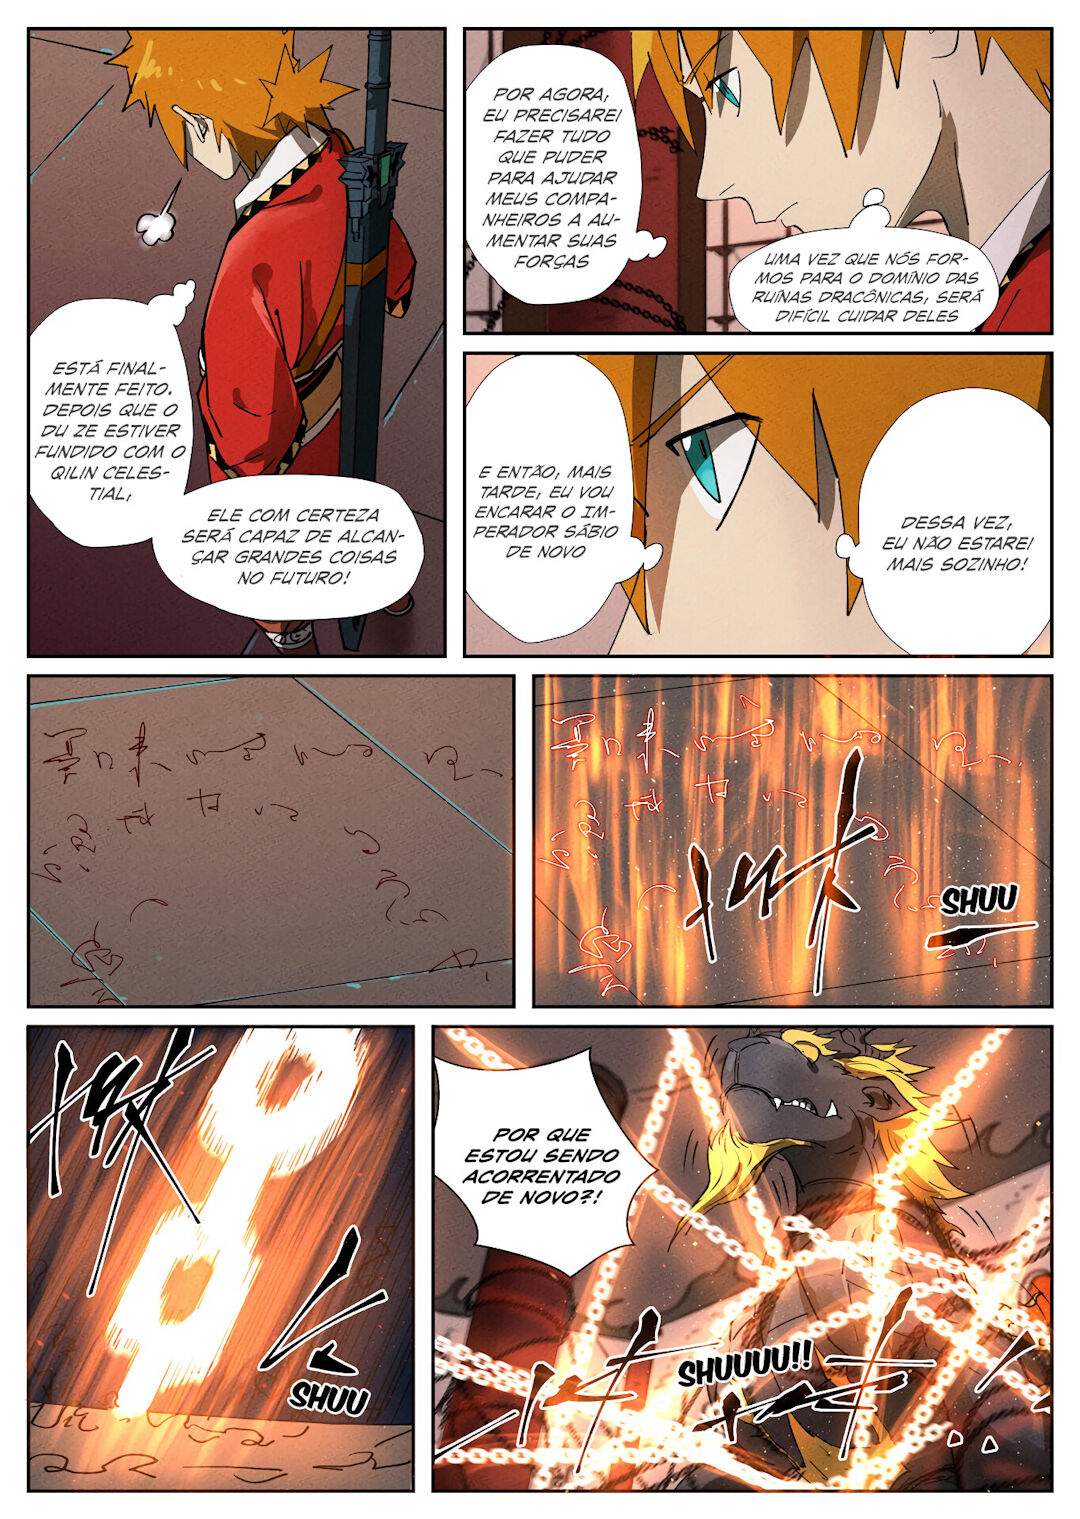 ESTÁ FINAL-
MENTE FEITO.
DEPOIS QUE O
DU ZE ESTIVER
FUNDIDO COM O
QILIN CELES-
TIAL,
ELE COM CERTEZA
SERÁ CAPAZ DE ALCAN-
ÇAR GRANDES COISAS
NO FUTURO!
POR AGORA,
EU PRECISAREI
FAZER TUDO
QUE PUDER
PARA AJUDAR
MEUS COMPA-
NHEIROS A AU-
MENTAR SUAS
FORÇAS
UMA VEZ QUE NÓS FOR-
MOS PARA O DOMÍNIO DAS
RUÍNAS DRACÔNICAS, SERÁ
DIFÍCIL CUIDAR DELES
E ENTÃO, MAIS
TARDE, EU VOU
ENCARAR O IM-
PERADOR SÁBIO
DE NOVO
DESSA VEZ,
EU NÃO ESTAREI
MAIS SOZINHO!
SHUU
SHUU
POR QUE
ESTOU SENDO
ACORRENTADO
DE NOVO?!
SHUUUU!!